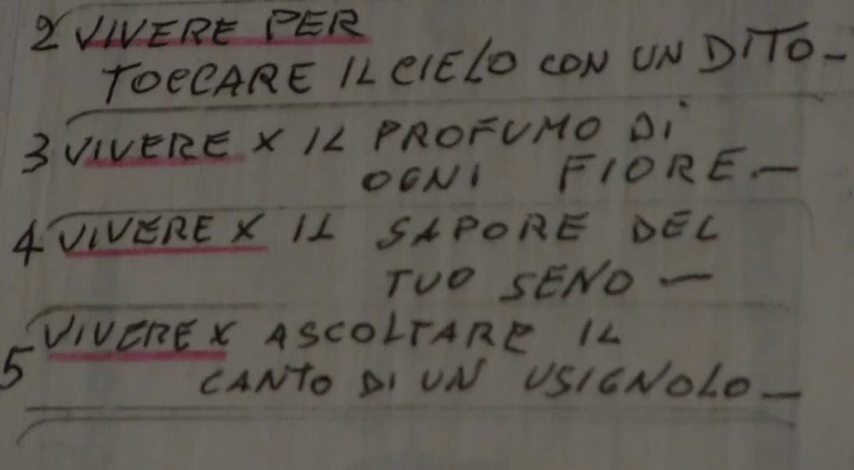 2 VIVERE PER
TOCCARE IL CIELO CON UN DITO-
3 VIVERE X IL PROFUMO DI
OGNI FIORE.-
4 VIVERE X IL SAPORE DEL
TUO SENO -
5 VIVERE X ASCOLTARE IL
CANTO DI UN USIGNOLO-